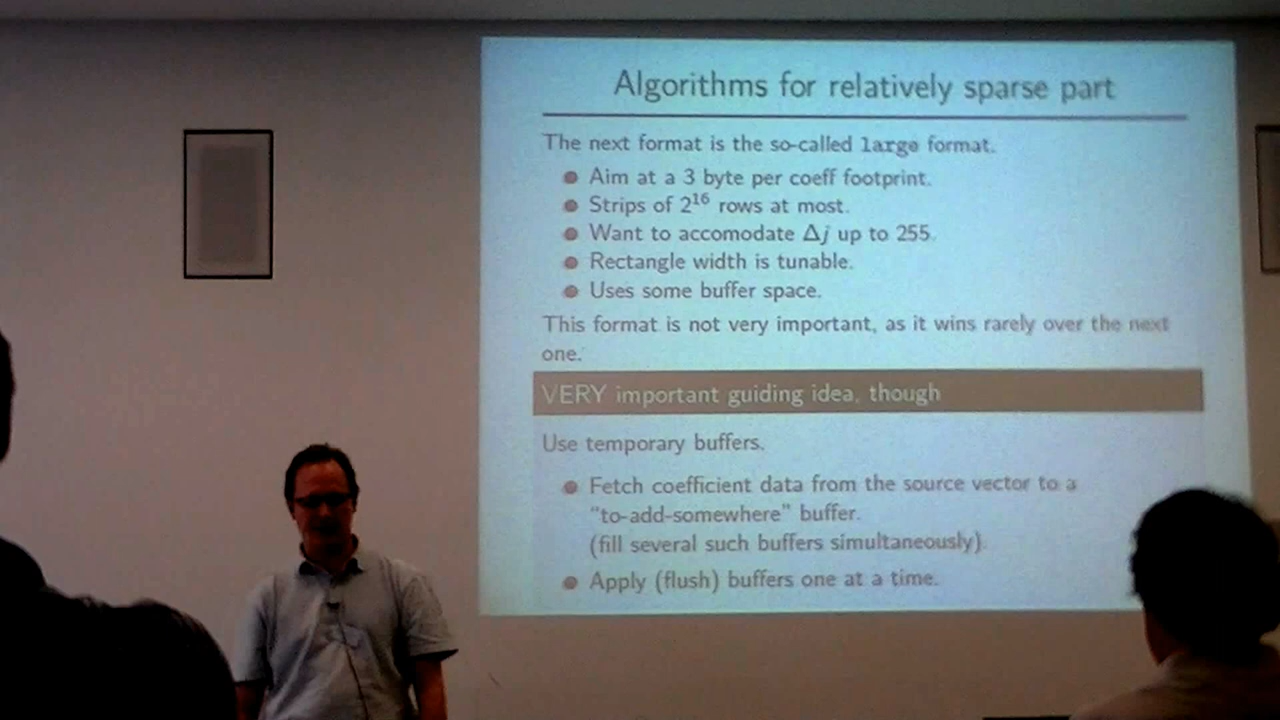 Algorithms for relatively sparse part
The next format is the so-called large format.
● Aim at a 3 byte per coeff footprint.
● Strips of 2¹⁶ rows at most.
● Want to accomodate Δj up to 255.
● Rectangle width is tunable.
● Uses some buffer space.
This format is not very important, as it wins rarely over the next
one.
VERY important guiding idea, though
Use temporary buffers.
● Fetch coefficient data from the source vector to a
“to-add-somewhere” buffer.
(fill several such buffers simultaneously).
● Apply (flush) buffers one at a time.